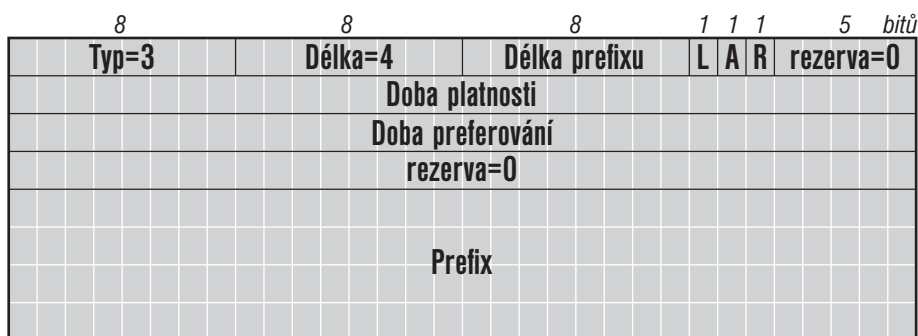 8 8 8 1 1 1 5 bitů
Typ=3 Délka=4 Délka prefixu L A R rezerva=0
Doba platnosti
Doba preferování
rezerva=0
Prefix